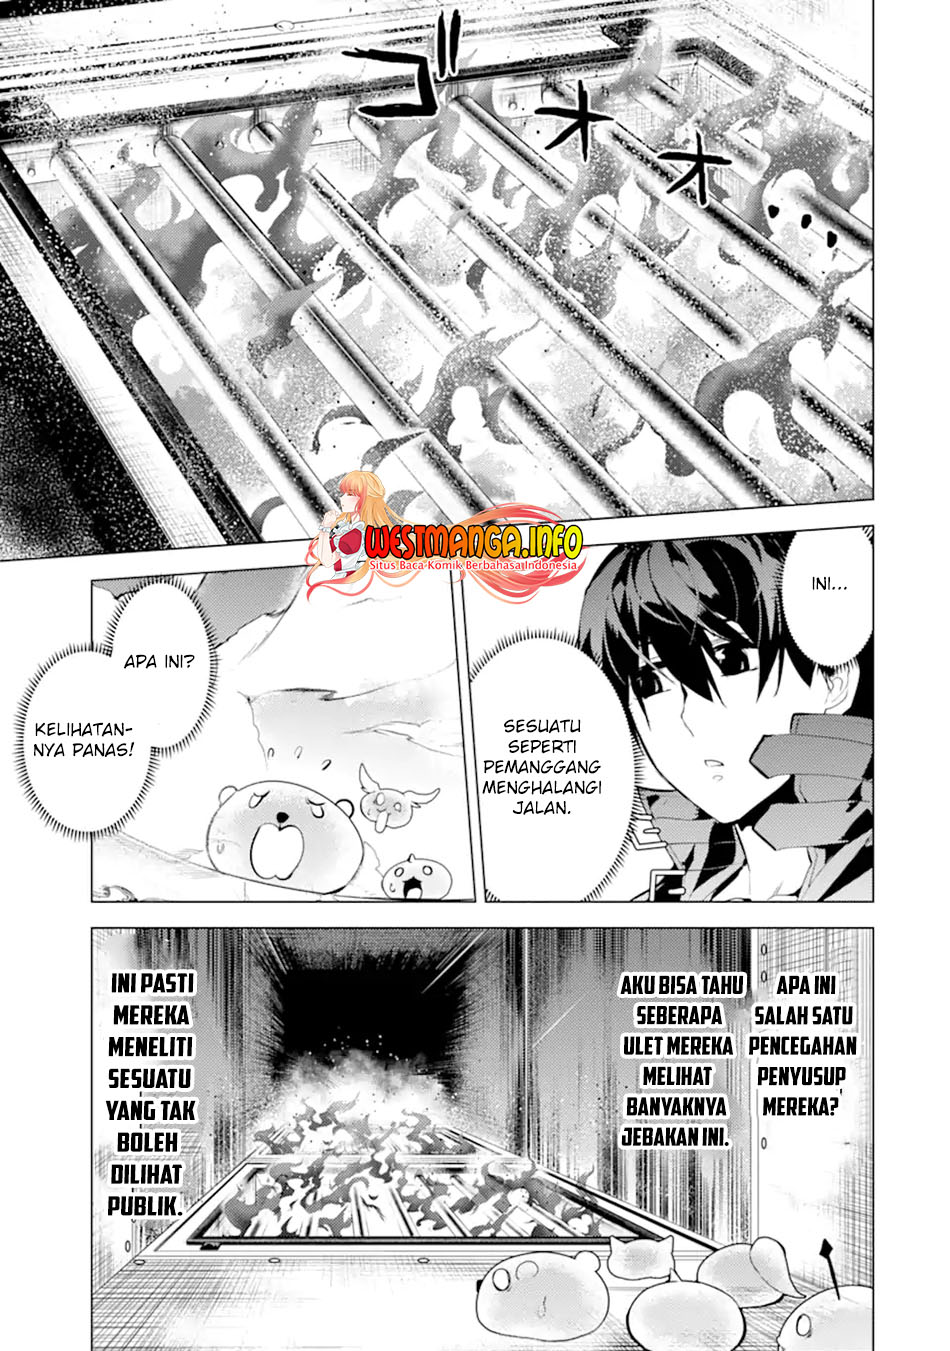 ゴオオ
WESTMANGA.INFO
Situs Baca Komik Berbahasa Indonesia
INI...
SESUATU
SEPERTI
PEMANGGANG
MENGHALANGI
JALAN.
APA INI?
KELIHATAN-
NYA PANAS!
APA INI
SALAH SATU
PENCEGAHAN
PENYUSUP
MEREKA?
AKU BISA TAHU
SEBERAPA
ULET MEREKA
MELIHAT
BANYAKNYA
JEBAKAN INI.
INI PASTI
MEREKA
MENELITI
SESUATU
YANG TAK
BOLEH
DILIHAT
PUBLIK.